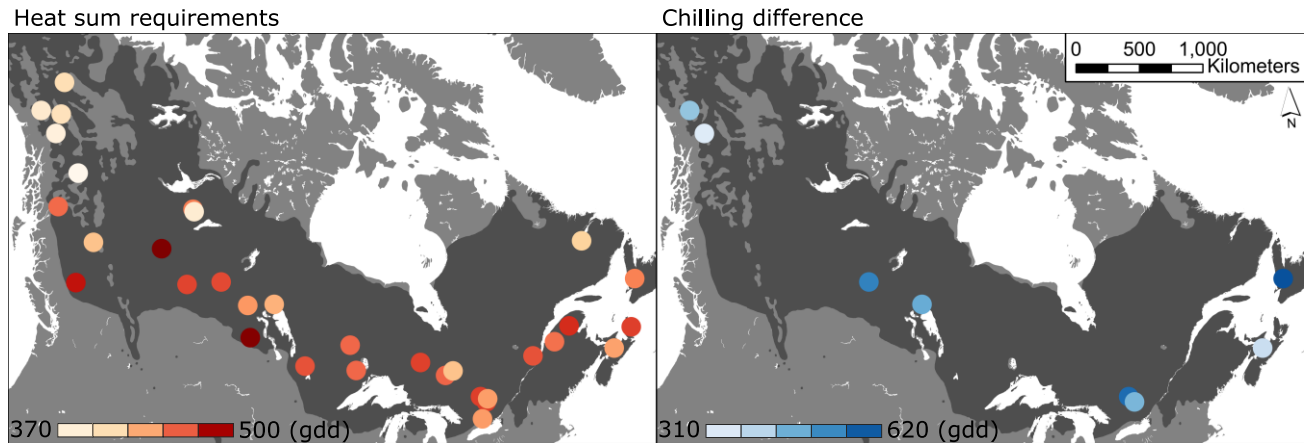 Heat sum requirements
Chilling difference
0 500 1,000
Kilometers
N
370 500 (gdd)
310 620 (gdd)